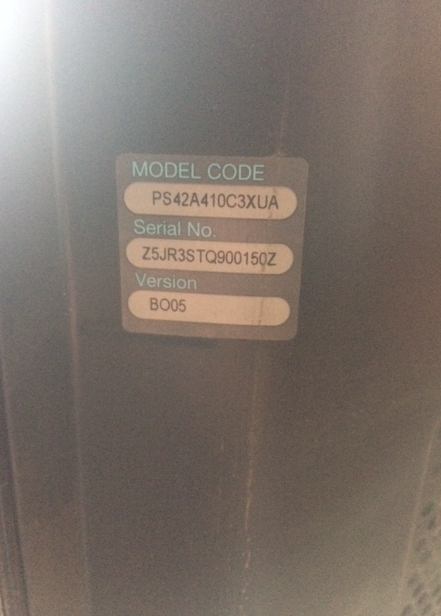 MODEL CODE
PS42A410C3XUA
Serial No.
Z5JR3STQ900150Z
Version
BO05